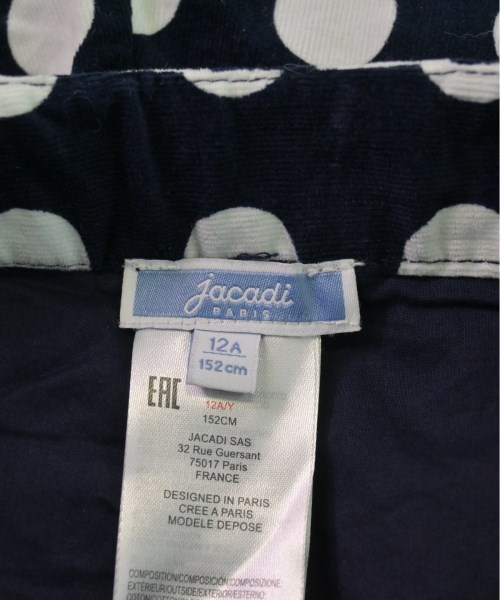 jacadi
PARIS
12A
152cm
EAC
12A/Y
152CM
JACADI SAS
32 Rue Guersant
75017 Paris
FRANCE
DESIGNED IN PARIS
CREE A PARIS
MODELE DEPOSE
COMPOSITION/COMPOSICIÓN/COMPOSIZIONE
EXTÉRIEUR/OUTSIDE/EXTERIOR/ESTERNO: